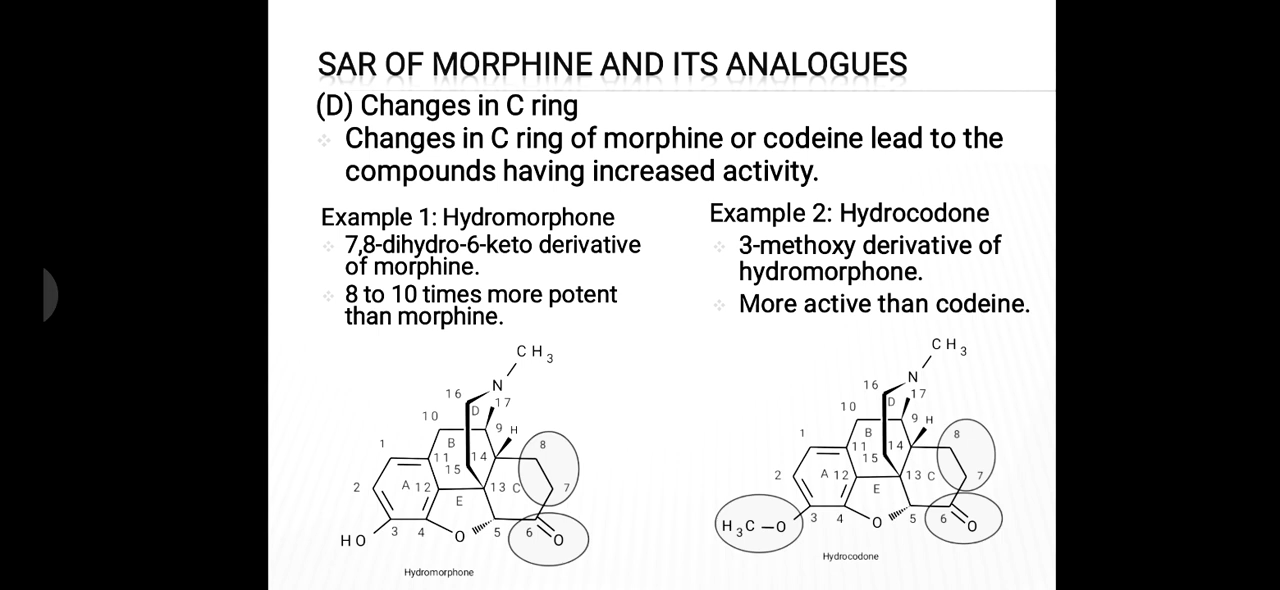 SAR OF MORPHINE AND ITS ANALOGUES
(D) Changes in C ring
Changes in C ring of morphine or codeine lead to the
compounds having increased activity.
Example 1: Hydromorphone
7,8-dihydro-6-keto derivative
of morphine.
8 to 10 times more potent
than morphine.
Example 2: Hydrocodone
3-methoxy derivative of
hydromorphone.
More active than codeine.
CH3
N
16
17
D
10
9 H
1
B
8
11
14
15
2
A 12
13 C
7
E
3
4
O
5
6
O
HO
Hydromorphone
CH3
N
16
17
D
10
9 H
1
B
8
11
14
15
2
A 12
13 C
7
E
3
4
O
5
6
O
H3C-O
Hydrocodone